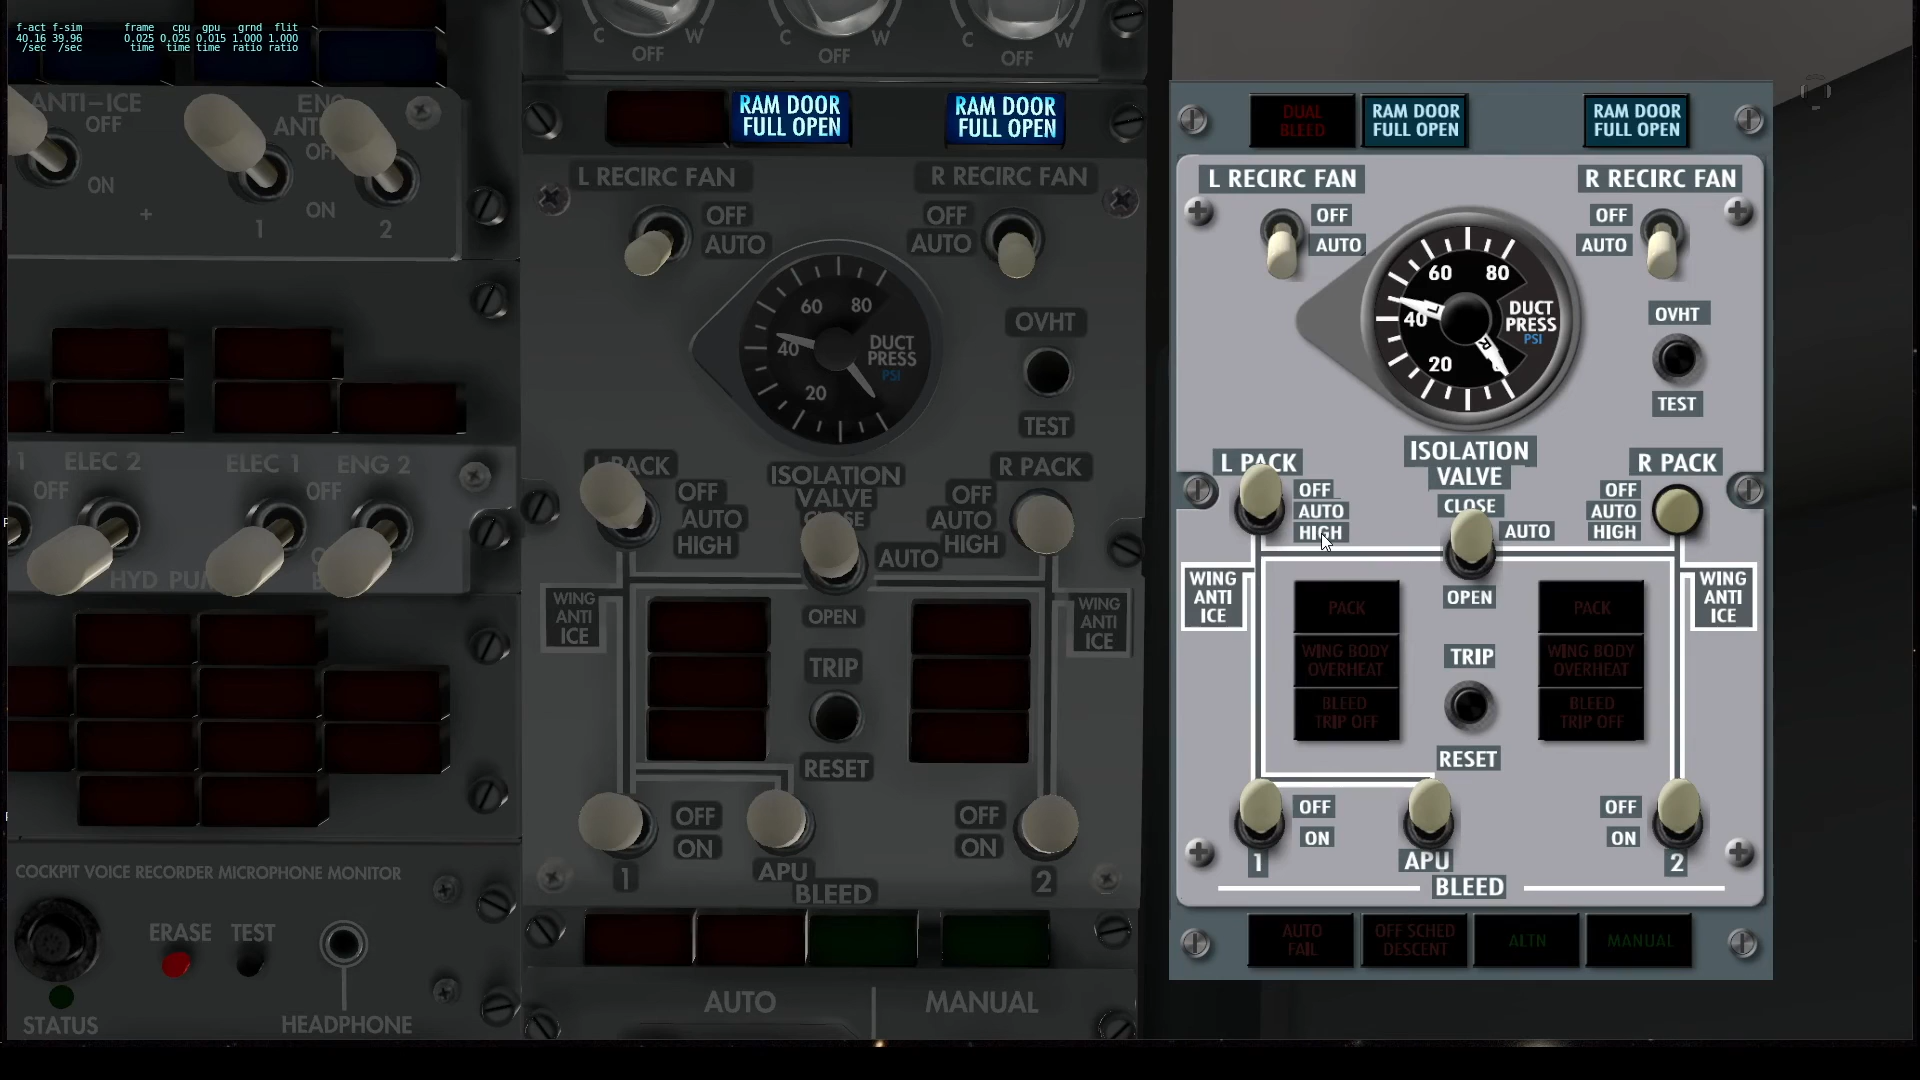 f-act f-sim frame cpu gpu grnd flit
40.16 39.96 0.025 0.025 0.015 1.000 1.000
/sec /sec time time time ratio ratio
C OFF W
C OFF W
C OFF W
ANTI-ICE
OFF
ON
+
ENG
ANTI
OFF
ON
1 2
RAM DOOR
FULL OPEN
RAM DOOR
FULL OPEN
L RECIRC FAN
OFF
AUTO
R RECIRC FAN
OFF
AUTO
60 80
40
20
DUCT
PRESS
PSI
OVHT
TEST
1 ELEC 2
OFF
ELEC 1 ENG 2
OFF
HYD PUM
L PACK
OFF
AUTO
HIGH
ISOLATION
VALVE
AUTO
OPEN
R PACK
OFF
AUTO
HIGH
WING
ANTI
ICE
WING
ANTI
ICE
TRIP
RESET
OFF
ON
OFF
ON
1
APU
2
BLEED
COCKPIT VOICE RECORDER MICROPHONE MONITOR
ERASE TEST
STATUS
HEADPHONE
AUTO MANUAL
DUAL
BLEED
RAM DOOR
FULL OPEN
RAM DOOR
FULL OPEN
L RECIRC FAN
OFF
AUTO
R RECIRC FAN
OFF
AUTO
60 80
40
20
L
R
DUCT
PRESS
PSI
OVHT
TEST
L PACK
OFF
AUTO
HIGH
ISOLATION
VALVE
CLOSE
AUTO
OPEN
R PACK
OFF
AUTO
HIGH
WING
ANTI
ICE
WING
ANTI
ICE
PACK
WING BODY
OVERHEAT
BLEED
TRIP OFF
PACK
WING BODY
OVERHEAT
BLEED
TRIP OFF
TRIP
RESET
OFF
ON
OFF
ON
1
APU
2
BLEED
AUTO
FAIL
OFF SCHED
DESCENT
ALTN
MANUAL